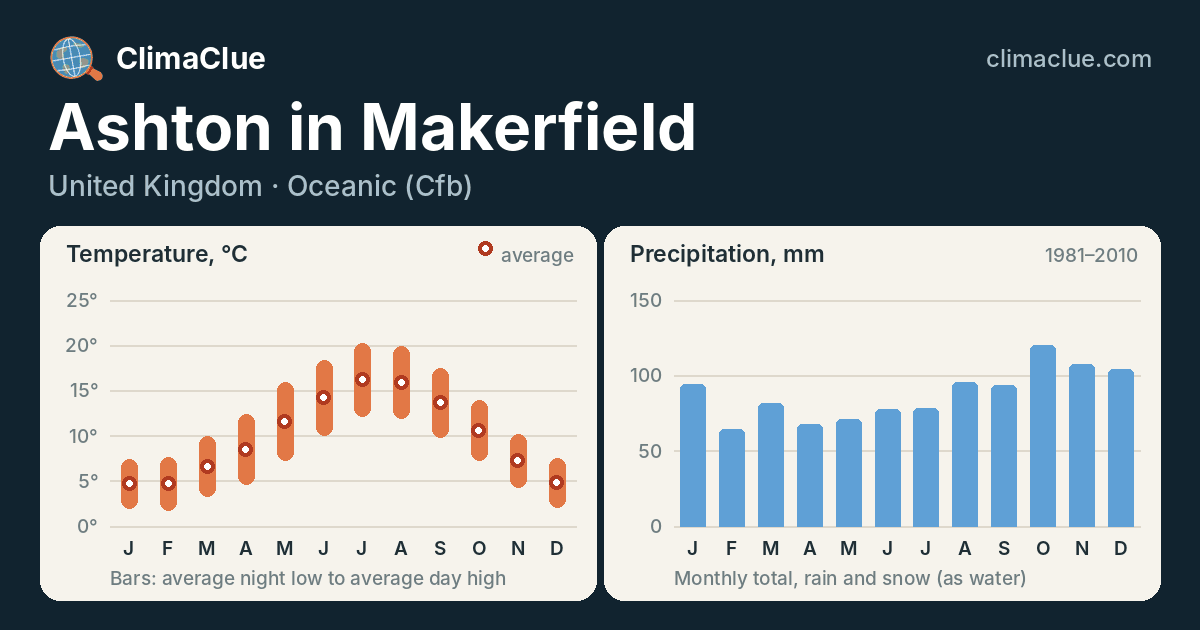 ClimaClue
climaclue.com
Ashton in Makerfield
United Kingdom · Oceanic (Cfb)
Temperature, °C
average
25°
20°
15°
10°
5°
0°
J F M A M J J A S O N D
Bars: average night low to average day high
Precipitation, mm
1981–2010
150
100
50
0
J F M A M J J A S O N D
Monthly total, rain and snow (as water)